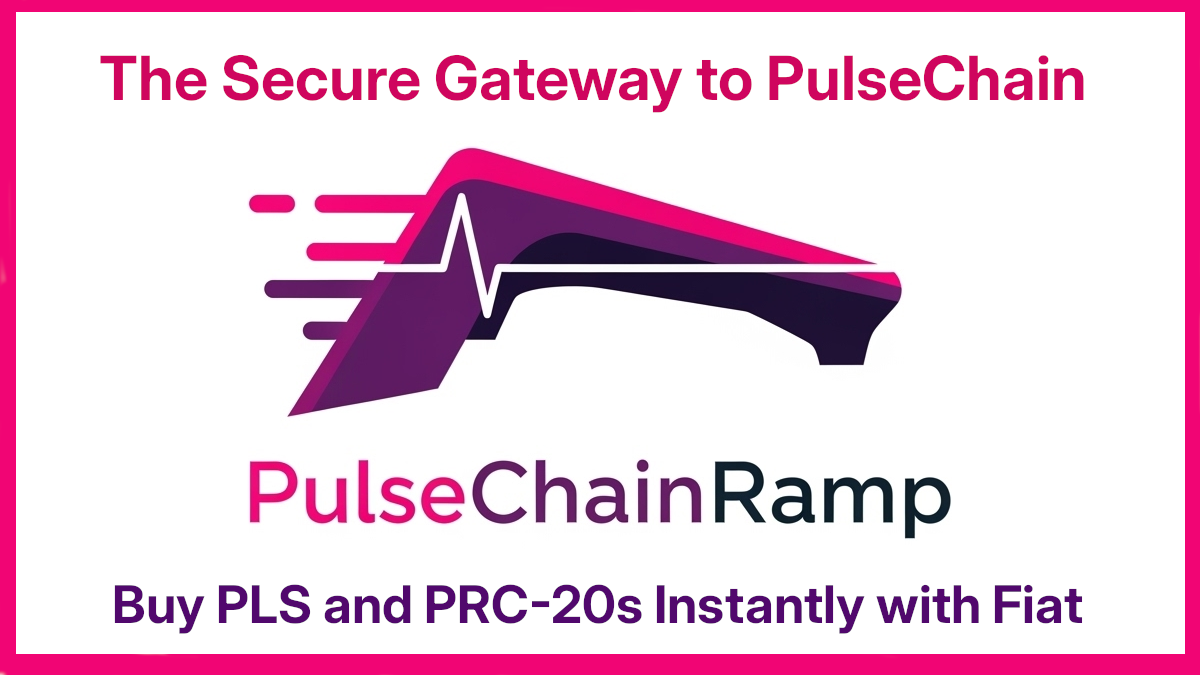 The Secure Gateway to PulseChain
PulseChainRamp
Buy PLS and PRC-20s Instantly with Fiat